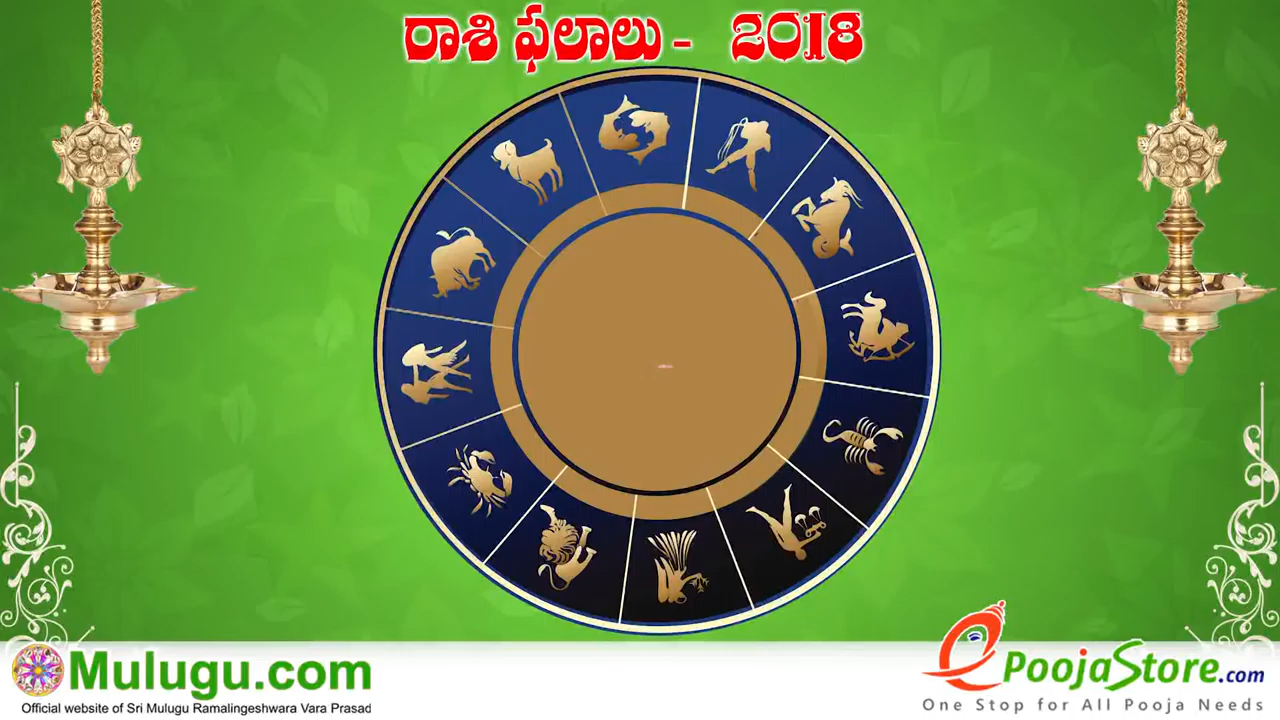 రాశి ఫలాలు - 2018
Mulugu.com
Official website of Sri Mulugu Ramalingeshwara Vara Prasad
ePoojaStore.com
One Stop for All Pooja Needs